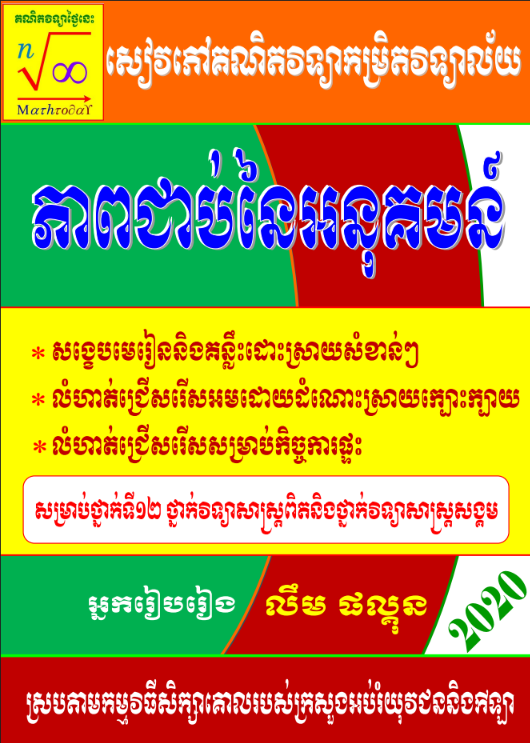 គណិតវិទ្យាថ្ងៃនេះ
n
∞
Mατhτο∂αϒ
សៀវភៅគណិតវិទ្យាកម្រិតវិទ្យាល័យ
ភាពជាប់នៃអនុគមន៍
* សង្ខេបមេរៀននិងគន្លឹះដោះស្រាយសំខាន់ៗ
* លំហាត់ជ្រើសរើសអមដោយដំណោះស្រាយក្បោះក្បាយ
* លំហាត់ជ្រើសរើសសម្រាប់កិច្ចការផ្ទះ
សម្រាប់ថ្នាក់ទី១២ ថ្នាក់វិទ្យាសាស្ត្រពិតនិងថ្នាក់វិទ្យាសាស្ត្រសង្គម
អ្នករៀបរៀង លឹម ផល្គុន
2020
ស្របតាមកម្មវិធីសិក្សាគោលរបស់ក្រសួងអប់រំយុវជននិងកីឡា